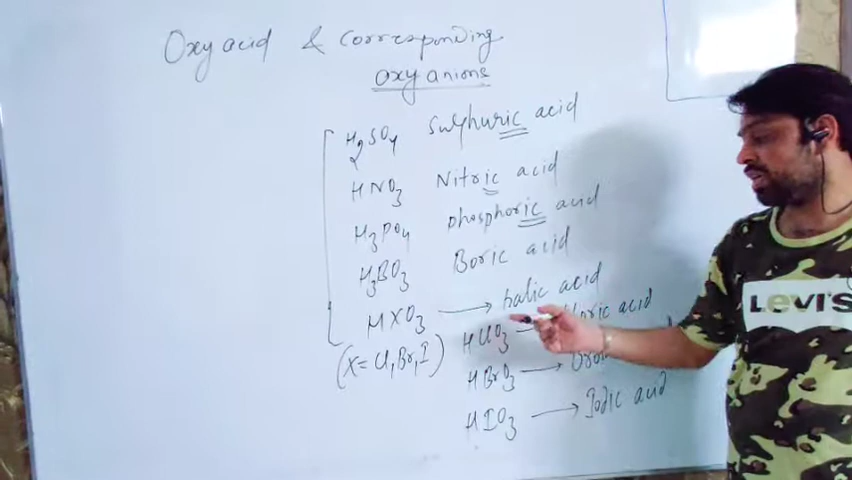 Oxy acid & corresponding
oxy anions
H2SO4 Sulphuric acid
HNO3 Nitric acid
H3PO4 phosphoric acid
H3BO3 Boric acid
HXO3 → halic acid
(X = Cl, Br, I)
HClO3 → acid
HBrO3 →
HIO3 → Iodic acid
LEVI'S